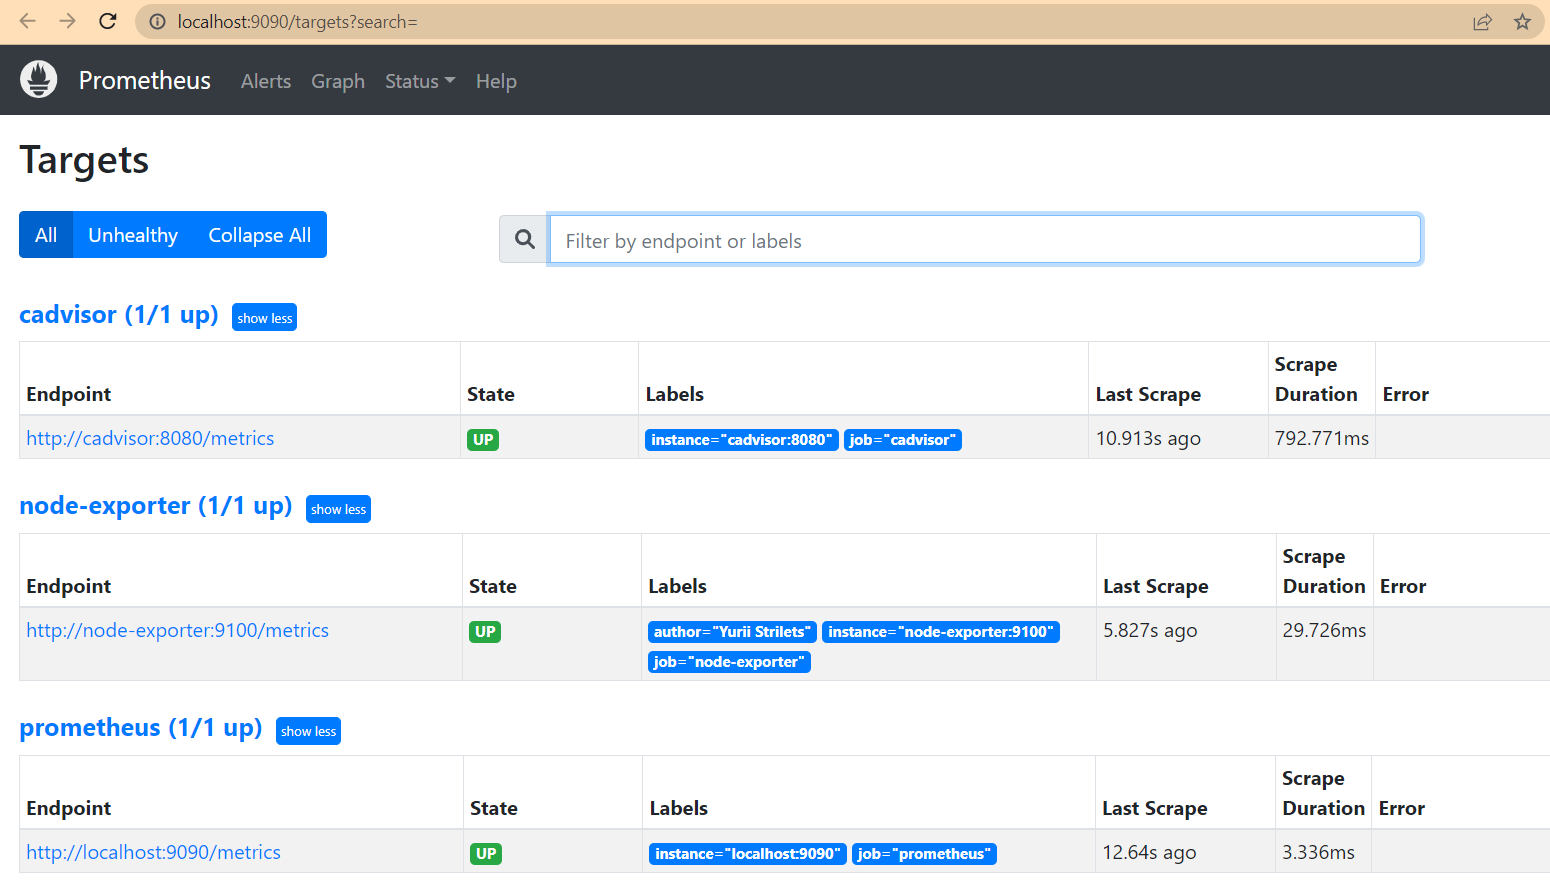 localhost:9090/targets?search=
Prometheus Alerts Graph Status Help
Targets
All Unhealthy Collapse All
Filter by endpoint or labels
cadvisor (1/1 up) show less
Endpoint State Labels Last Scrape Scrape Duration Error
http://cadvisor:8080/metrics UP instance="cadvisor:8080" job="cadvisor" 10.913s ago 792.771ms
node-exporter (1/1 up) show less
Endpoint State Labels Last Scrape Scrape Duration Error
http://node-exporter:9100/metrics UP author="Yurii Strilets" instance="node-exporter:9100" 5.827s ago 29.726ms
job="node-exporter"
prometheus (1/1 up) show less
Endpoint State Labels Last Scrape Scrape Duration Error
http://localhost:9090/metrics UP instance="localhost:9090" job="prometheus" 12.64s ago 3.336ms